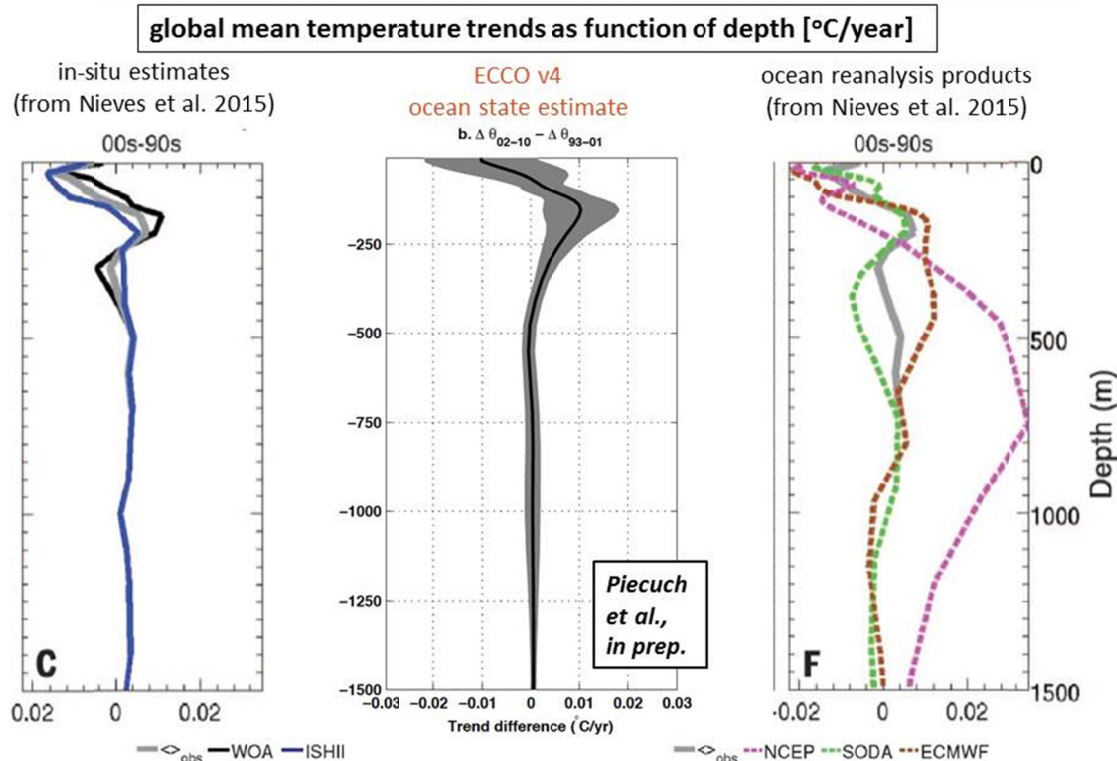 global mean temperature trends as function of depth [°C/year]
in-situ estimates
(from Nieves et al. 2015)
00s-90s
C
0.02 0 0.02
<>obs WOA ISHII
ECCO v4
ocean state estimate
b. Δ θ02-10 – Δ θ93-01
−250
−500
−750
−1000
−1250
−1500
-0.03 -0.02 -0.01 0 0.01 0.02 0.03
Trend difference (°C/yr)
Piecuch
et al.,
in prep.
ocean reanalysis products
(from Nieves et al. 2015)
00s-90s
0
500
1000
1500
Depth (m)
F
-0.02 0 0.02
<>obs NCEP SODA ECMWF